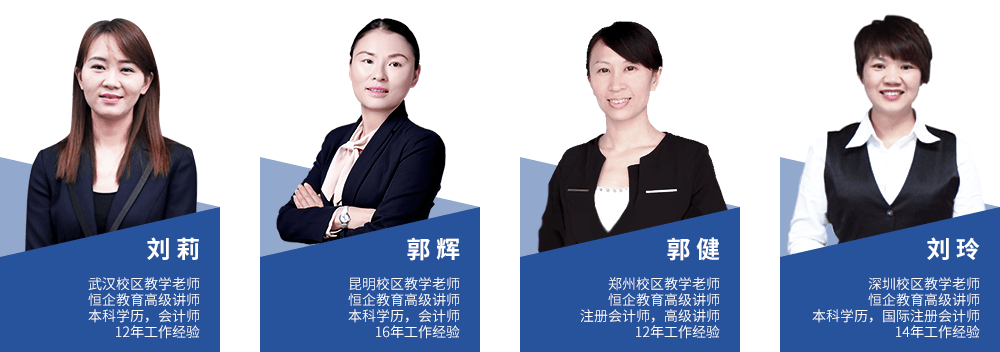 刘莉
武汉校区教学老师
恒企教育高级讲师
本科学历，会计师
12年工作经验
郭辉
昆明校区教学老师
恒企教育高级讲师
本科学历，会计师
16年工作经验
郭健
郑州校区教学老师
恒企教育高级讲师
注册会计师，高级讲师
12年工作经验
刘玲
深圳校区教学老师
恒企教育高级讲师
本科学历，国际注册会计师
14年工作经验